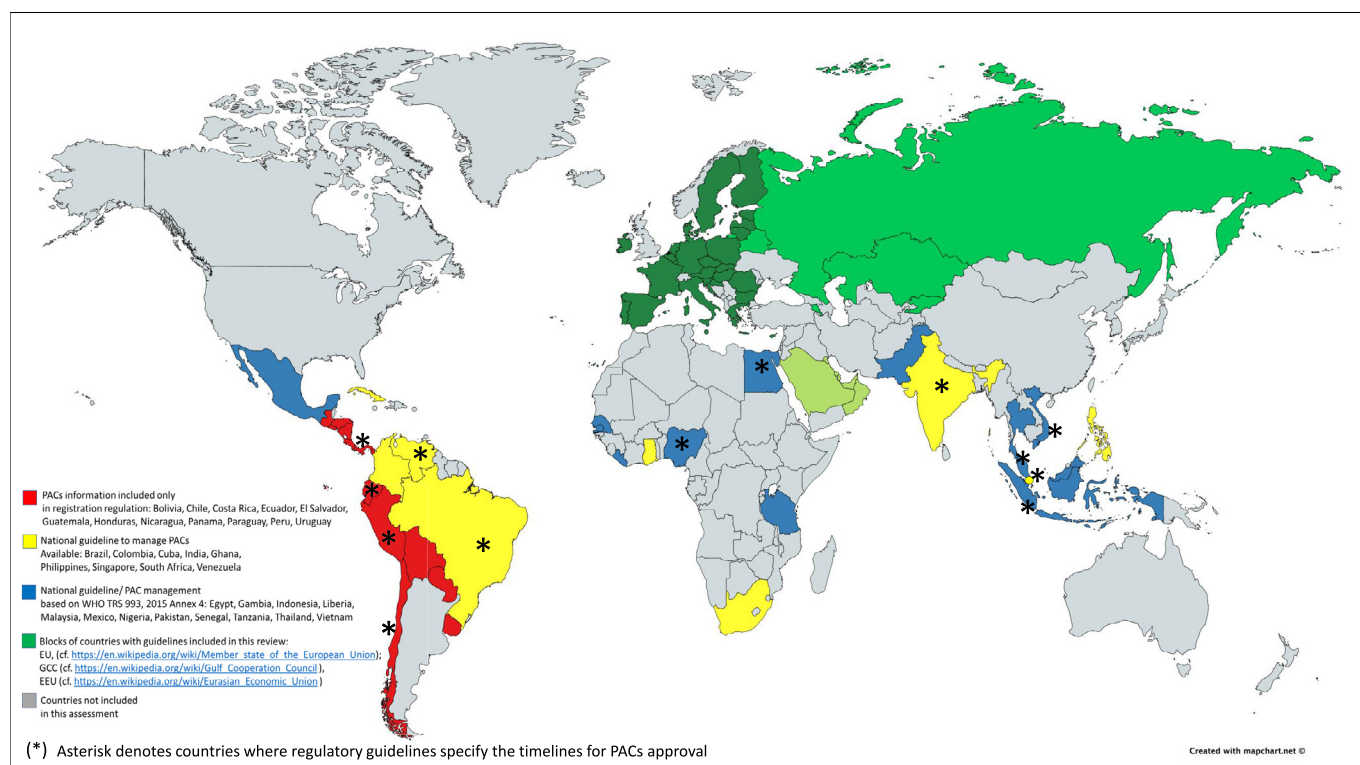 PACs information included only
in registration regulation: Bolivia, Chile, Costa Rica, Ecuador, El Salvador,
Guatemala, Honduras, Nicaragua, Panama, Paraguay, Peru, Uruguay
National guideline to manage PACs
Available: Brazil, Colombia, Cuba, India, Ghana,
Philippines, Singapore, South Africa, Venezuela
National guideline/ PAC management
based on WHO TRS 993, 2015 Annex 4: Egypt, Gambia, Indonesia, Liberia,
Malaysia, Mexico, Nigeria, Pakistan, Senegal, Tanzania, Thailand, Vietnam
Blocks of countries with guidelines included in this review:
EU, (cf. https://en.wikipedia.org/wiki/Member_state_of_the_European_Union);
GCC (cf. https://en.wikipedia.org/wiki/Gulf_Cooperation_Council ),
EEU (cf. https://en.wikipedia.org/wiki/Eurasian_Economic_Union )
Countries not included
in this assessment
(*) Asterisk denotes countries where regulatory guidelines specify the timelines for PACs approval
Created with mapchart.net ©